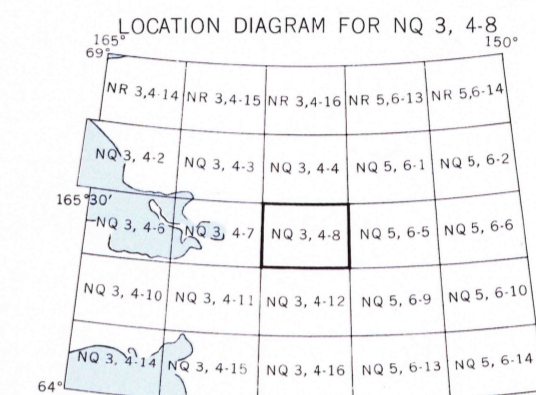 LOCATION DIAGRAM FOR NQ 3, 4-8
165° 150°
69°
NR 3,4-14 NR 3,4-15 NR 3,4-16 NR 5,6-13 NR 5,6-14
NQ 3, 4-2 NQ 3, 4-3 NQ 3, 4-4 NQ 5, 6-1 NQ 5, 6-2
165°30′
NQ 3, 4-6 NQ 3, 4-7 NQ 3, 4-8 NQ 5, 6-5 NQ 5, 6-6
NQ 3, 4-10 NQ 3, 4-11 NQ 3, 4-12 NQ 5, 6-9 NQ 5, 6-10
NQ 3, 4-14 NQ 3, 4-15 NQ 3, 4-16 NQ 5, 6-13 NQ 5, 6-14
64°